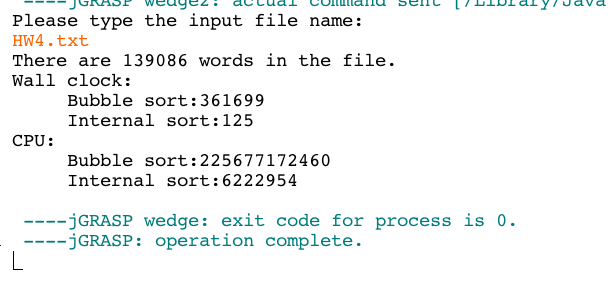 ----jGRASP wedge2: actual command sent [/Library/Java
Please type the input file name:
HW4.txt
There are 139086 words in the file.
Wall clock:
Bubble sort:361699
Internal sort:125
CPU:
Bubble sort:225677172460
Internal sort:6222954
----jGRASP wedge: exit code for process is 0.
----jGRASP: operation complete.